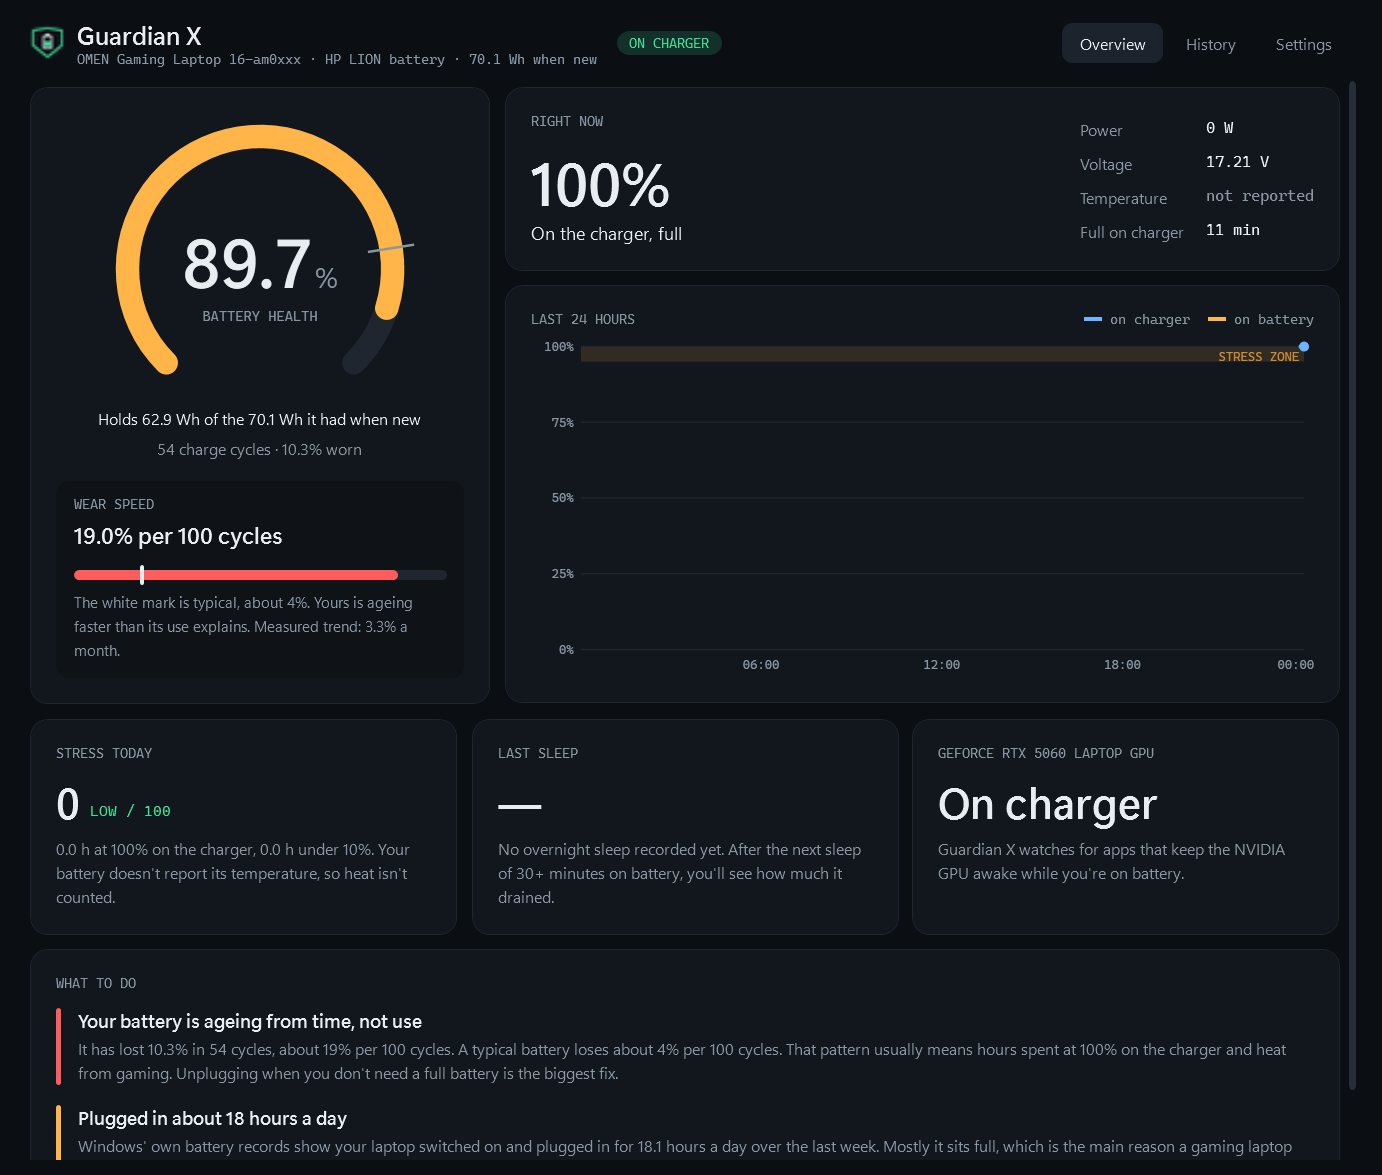 Guardian X
OMEN Gaming Laptop 16-am0xxx · HP LION battery · 70.1 Wh when new
ON CHARGER
Overview
History
Settings
89.7%
BATTERY HEALTH
Holds 62.9 Wh of the 70.1 Wh it had when new
54 charge cycles · 10.3% worn
WEAR SPEED
19.0% per 100 cycles
The white mark is typical, about 4%. Yours is ageing
faster than its use explains. Measured trend: 3.3% a
month.
RIGHT NOW
100%
On the charger, full
Power 0 W
Voltage 17.21 V
Temperature not reported
Full on charger 11 min
LAST 24 HOURS
on charger
on battery
100%
STRESS ZONE
75%
50%
25%
0%
06:00
12:00
18:00
00:00
STRESS TODAY
0 LOW / 100
0.0 h at 100% on the charger, 0.0 h under 10%. Your
battery doesn't report its temperature, so heat isn't
counted.
LAST SLEEP
—
No overnight sleep recorded yet. After the next sleep
of 30+ minutes on battery, you'll see how much it
drained.
GEFORCE RTX 5060 LAPTOP GPU
On charger
Guardian X watches for apps that keep the NVIDIA
GPU awake while you're on battery.
WHAT TO DO
Your battery is ageing from time, not use
It has lost 10.3% in 54 cycles, about 19% per 100 cycles. A typical battery loses about 4% per 100 cycles. That pattern usually means hours spent at 100% on the charger and heat
from gaming. Unplugging when you don't need a full battery is the biggest fix.
Plugged in about 18 hours a day
Windows' own battery records show your laptop switched on and plugged in for 18.1 hours a day over the last week. Mostly it sits full, which is the main reason a gaming laptop